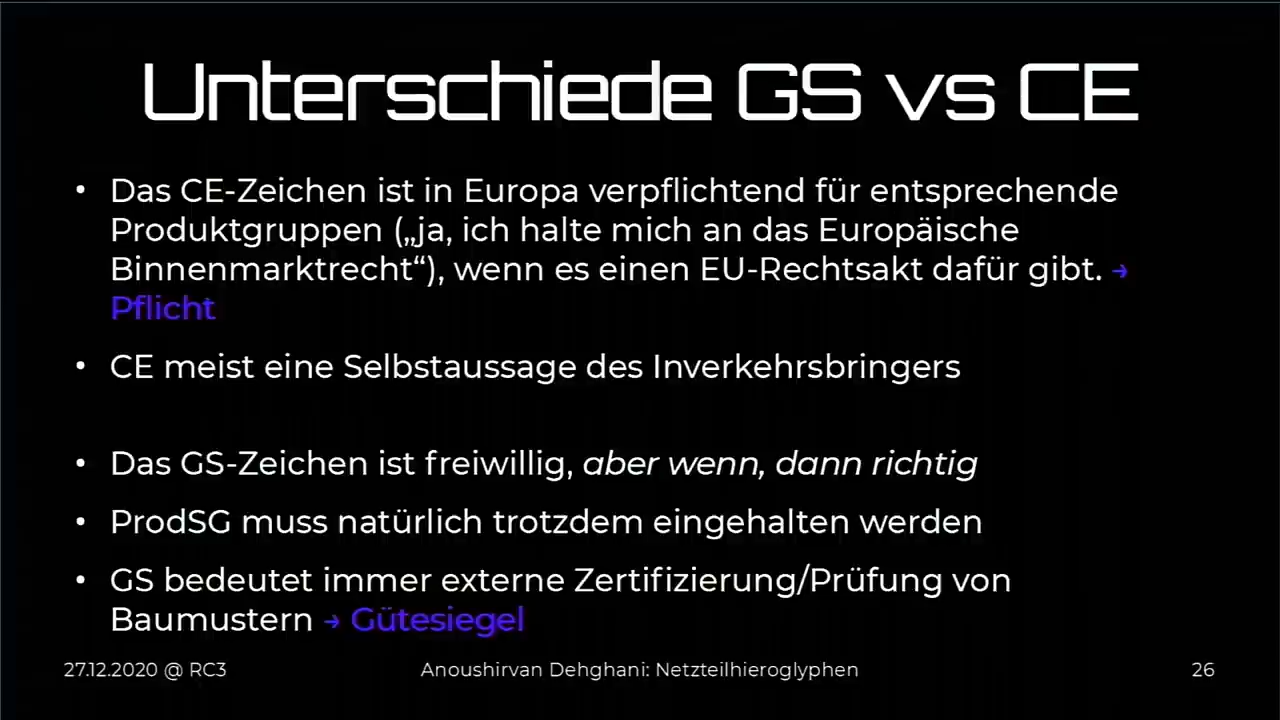 Unterschiede GS vs CE
• Das CE-Zeichen ist in Europa verpflichtend für entsprechende
Produktgruppen („ja, ich halte mich an das Europäische
Binnenmarktrecht“), wenn es einen EU-Rechtsakt dafür gibt. →
Pflicht
• CE meist eine Selbstaussage des Inverkehrsbringers
• Das GS-Zeichen ist freiwillig, aber wenn, dann richtig
• ProdSG muss natürlich trotzdem eingehalten werden
• GS bedeutet immer externe Zertifizierung/Prüfung von
Baumustern → Gütesiegel
27.12.2020 @ RC3 Anoushirvan Dehghani: Netzteilhieroglyphen 26